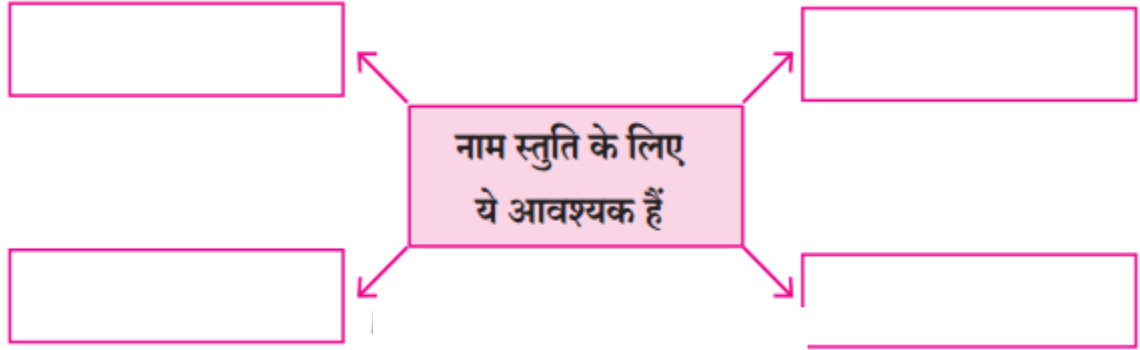 नाम स्तुति के लिए
ये आवश्यक हैं